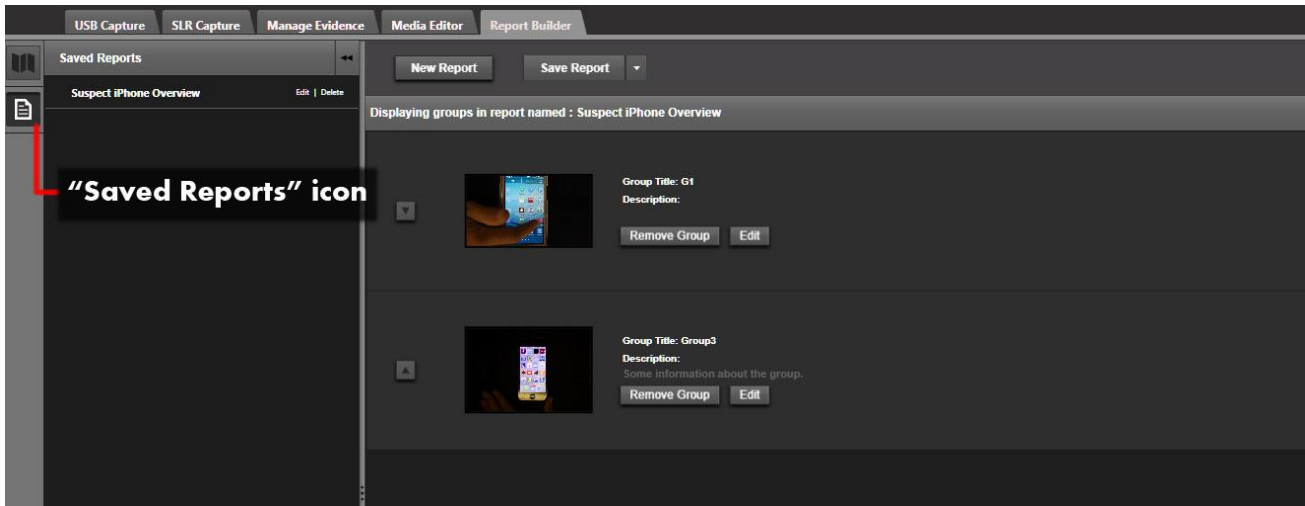 USB Capture SLR Capture Manage Evidence Media Editor Report Builder
Saved Reports
New Report Save Report
Suspect iPhone Overview Edit | Delete
Displaying groups in report named : Suspect iPhone Overview
“Saved Reports” icon
Group Title: G1
Description:
Remove Group Edit
Group Title: Group3
Description:
Some information about the group.
Remove Group Edit